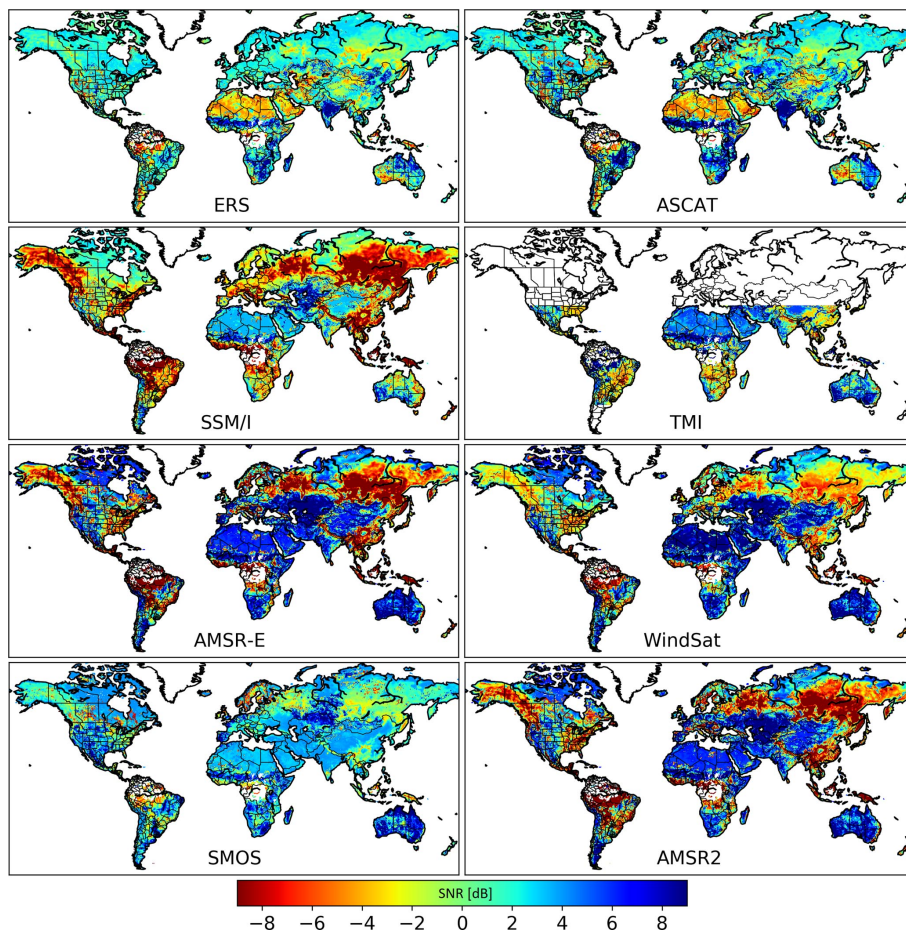 ERS
ASCAT
SSM/I
TMI
AMSR-E
WindSat
SMOS
AMSR2
SNR [dB]
−8 −6 −4 −2 0 2 4 6 8